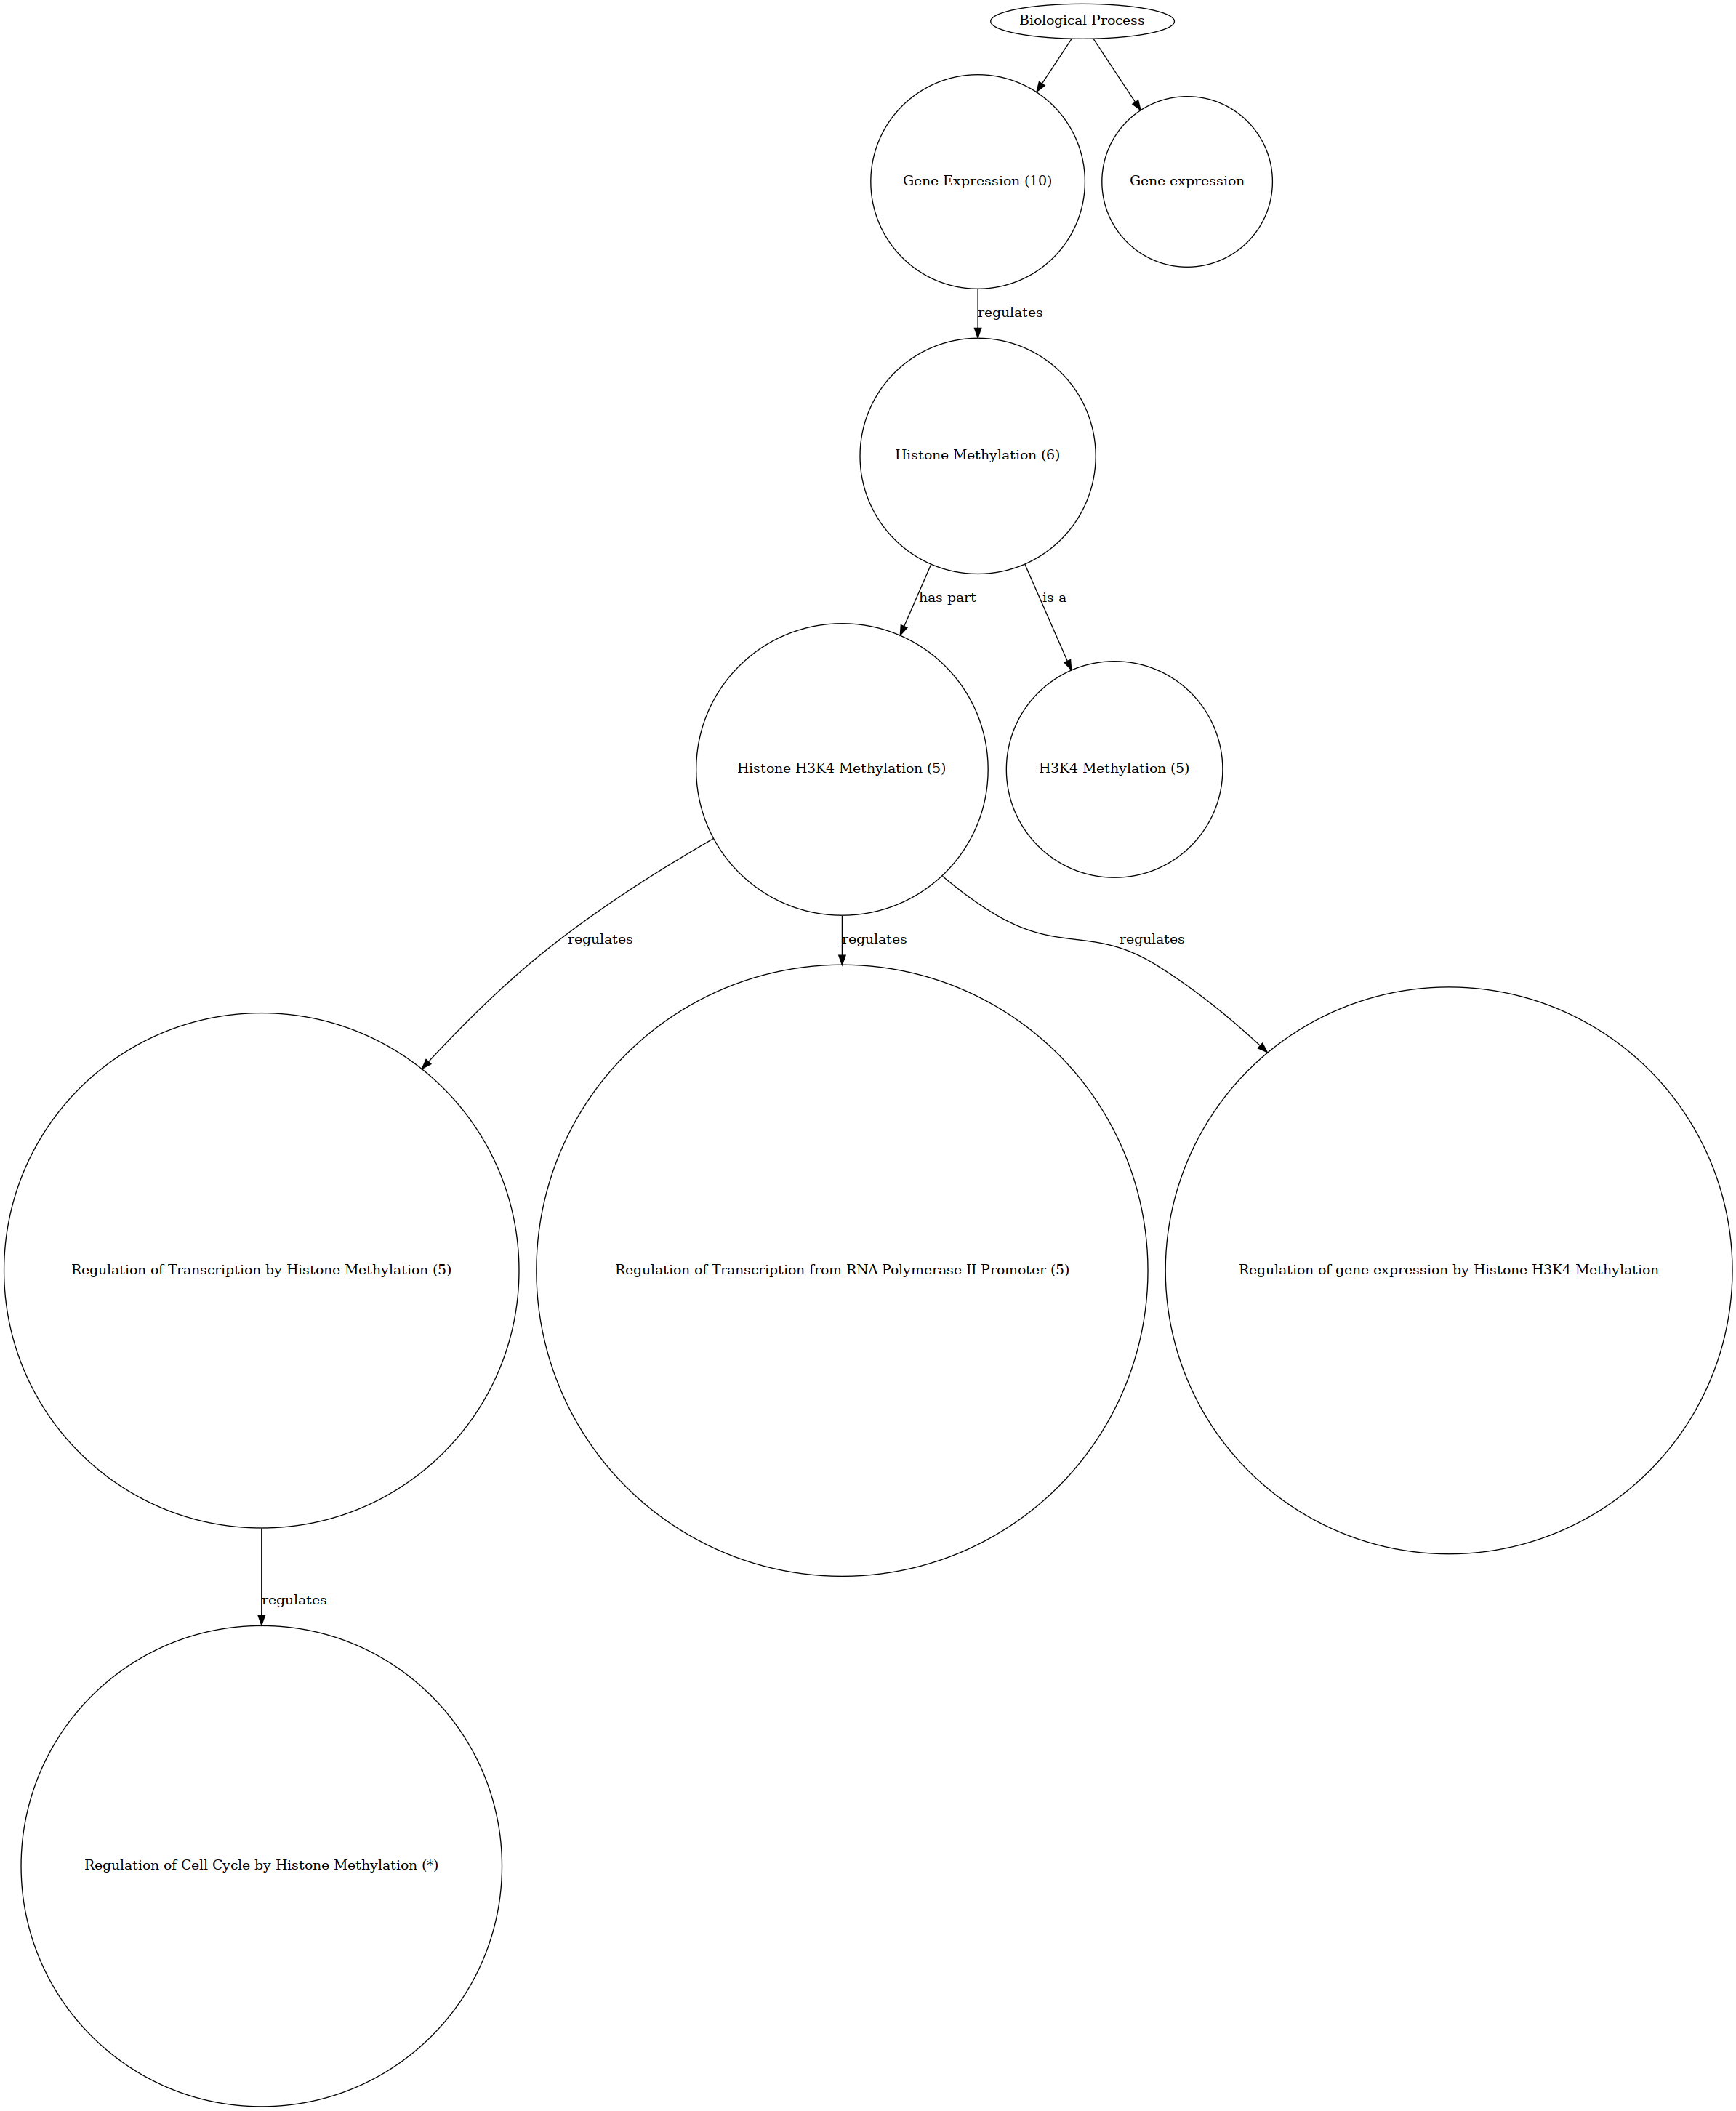 Biological Process
Gene Expression (10)
Gene expression
regulates
Histone Methylation (6)
has part
is a
Histone H3K4 Methylation (5)
H3K4 Methylation (5)
regulates
regulates
regulates
Regulation of Transcription by Histone Methylation (5)
Regulation of Transcription from RNA Polymerase II Promoter (5)
Regulation of gene expression by Histone H3K4 Methylation
regulates
Regulation of Cell Cycle by Histone Methylation (*)